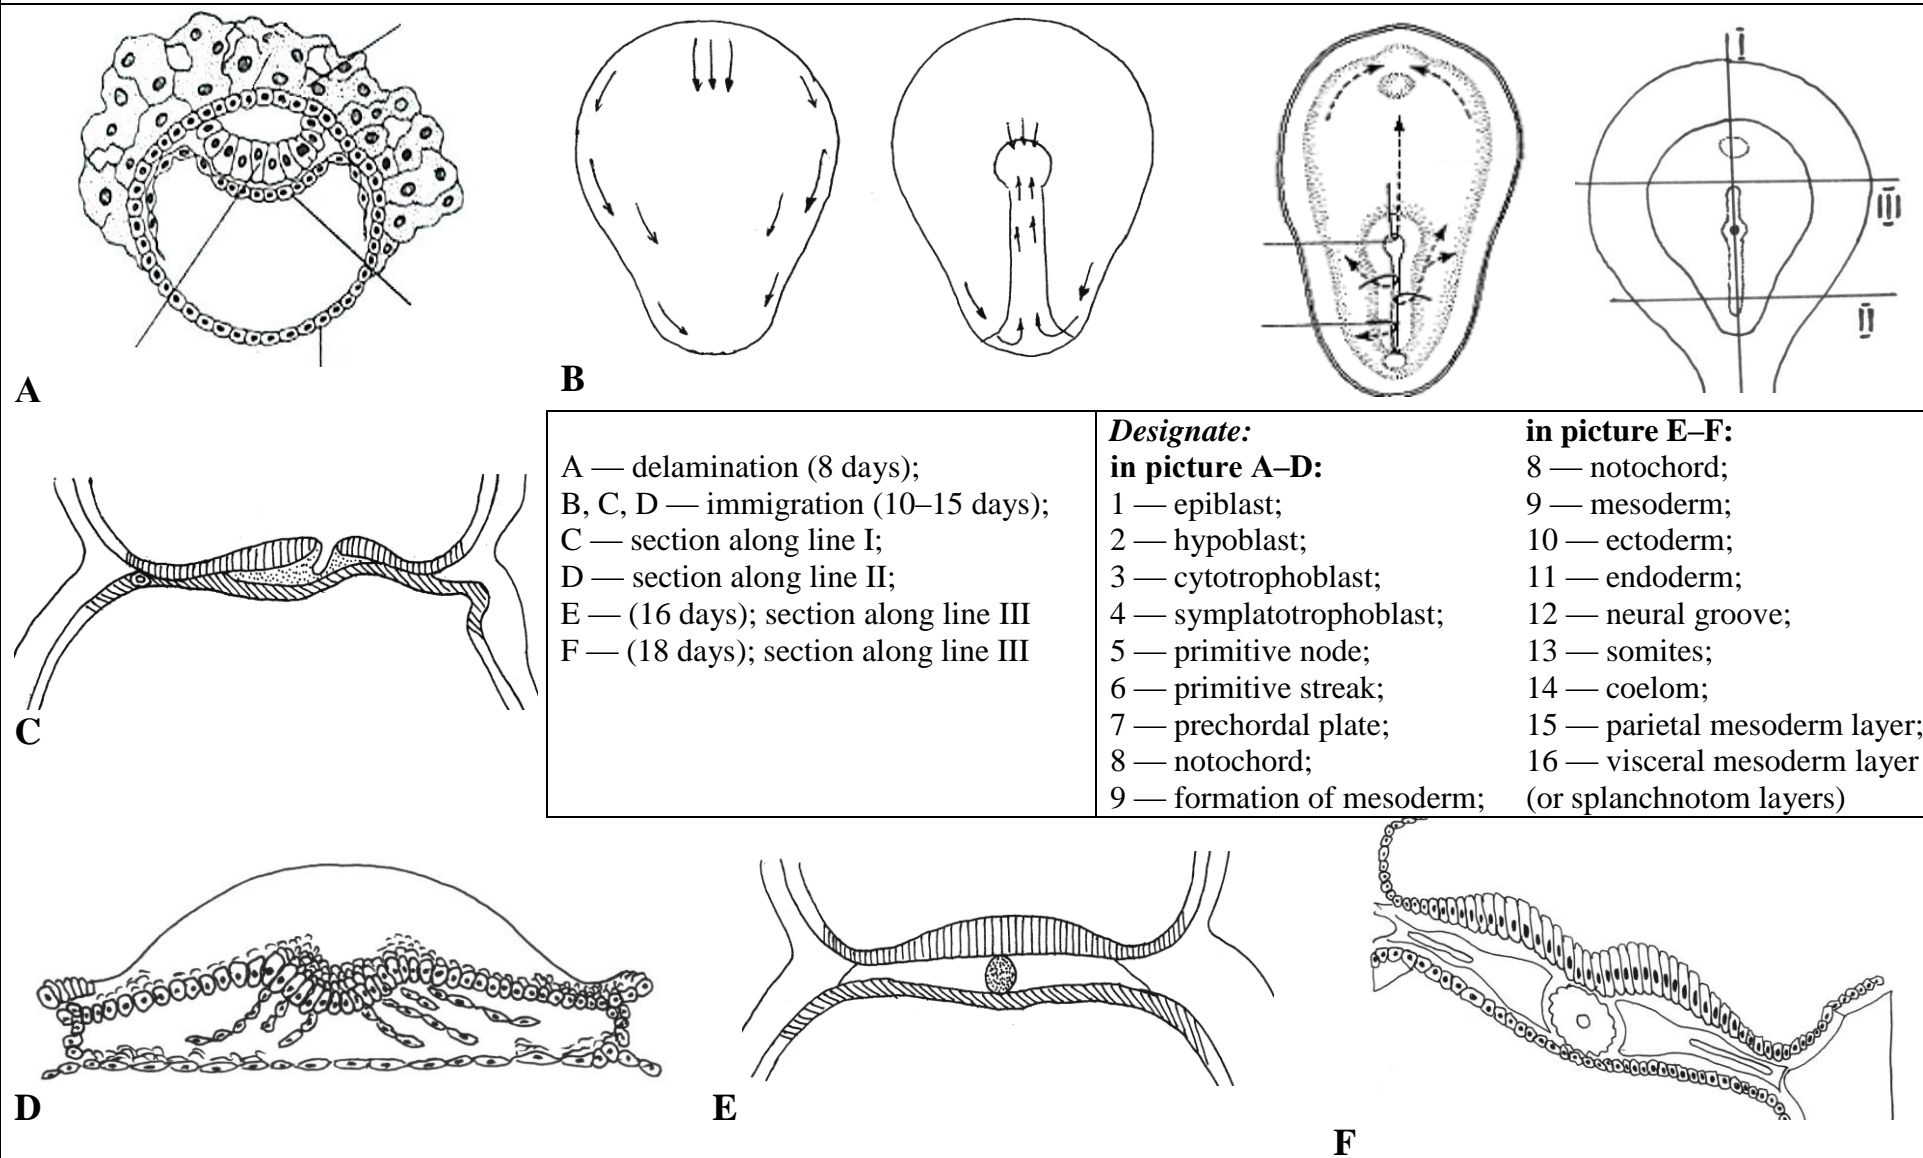 I
III
II
A
B
A — delamination (8 days);
B, C, D — immigration (10–15 days);
C — section along line I;
D — section along line II;
E — (16 days); section along line III
F — (18 days); section along line III
Designate:
in picture A–D:
1 — epiblast;
2 — hypoblast;
3 — cytotrophoblast;
4 — symplatotrophoblast;
5 — primitive node;
6 — primitive streak;
7 — prechordal plate;
8 — notochord;
9 — formation of mesoderm;
in picture E–F:
8 — notochord;
9 — mesoderm;
10 — ectoderm;
11 — endoderm;
12 — neural groove;
13 — somites;
14 — coelom;
15 — parietal mesoderm layer;
16 — visceral mesoderm layer
(or splanchnotom layers)
C
D
E
F